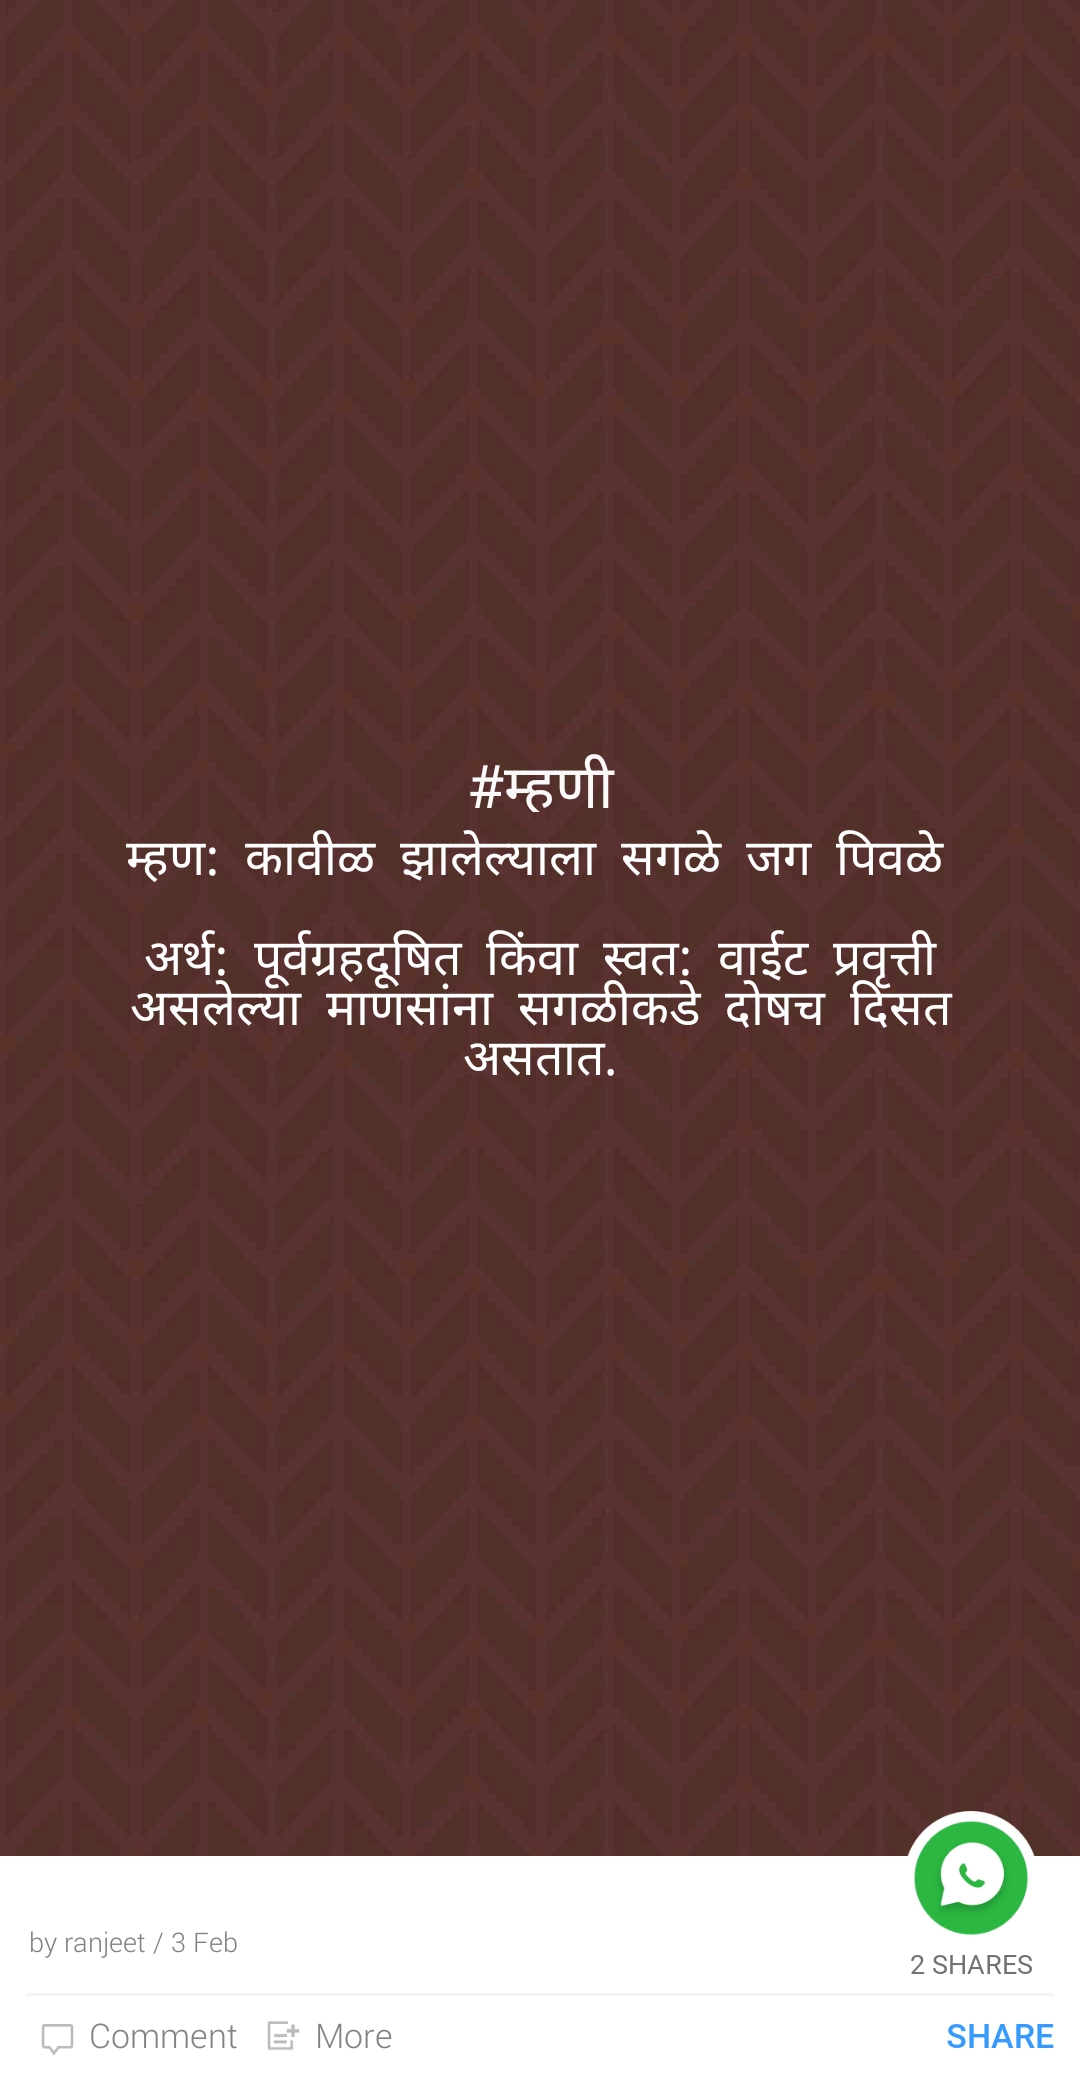 #म्हणी
म्हण: कावीळ झालेल्याला सगळे जग पिवळे
अर्थ: पूर्वग्रहदूषित किंवा स्वत: वाईट प्रवृत्ती
असलेल्या माणसांना सगळीकडे दोषच दिसत
असतात.
by ranjeet / 3 Feb
2 SHARES
Comment More SHARE